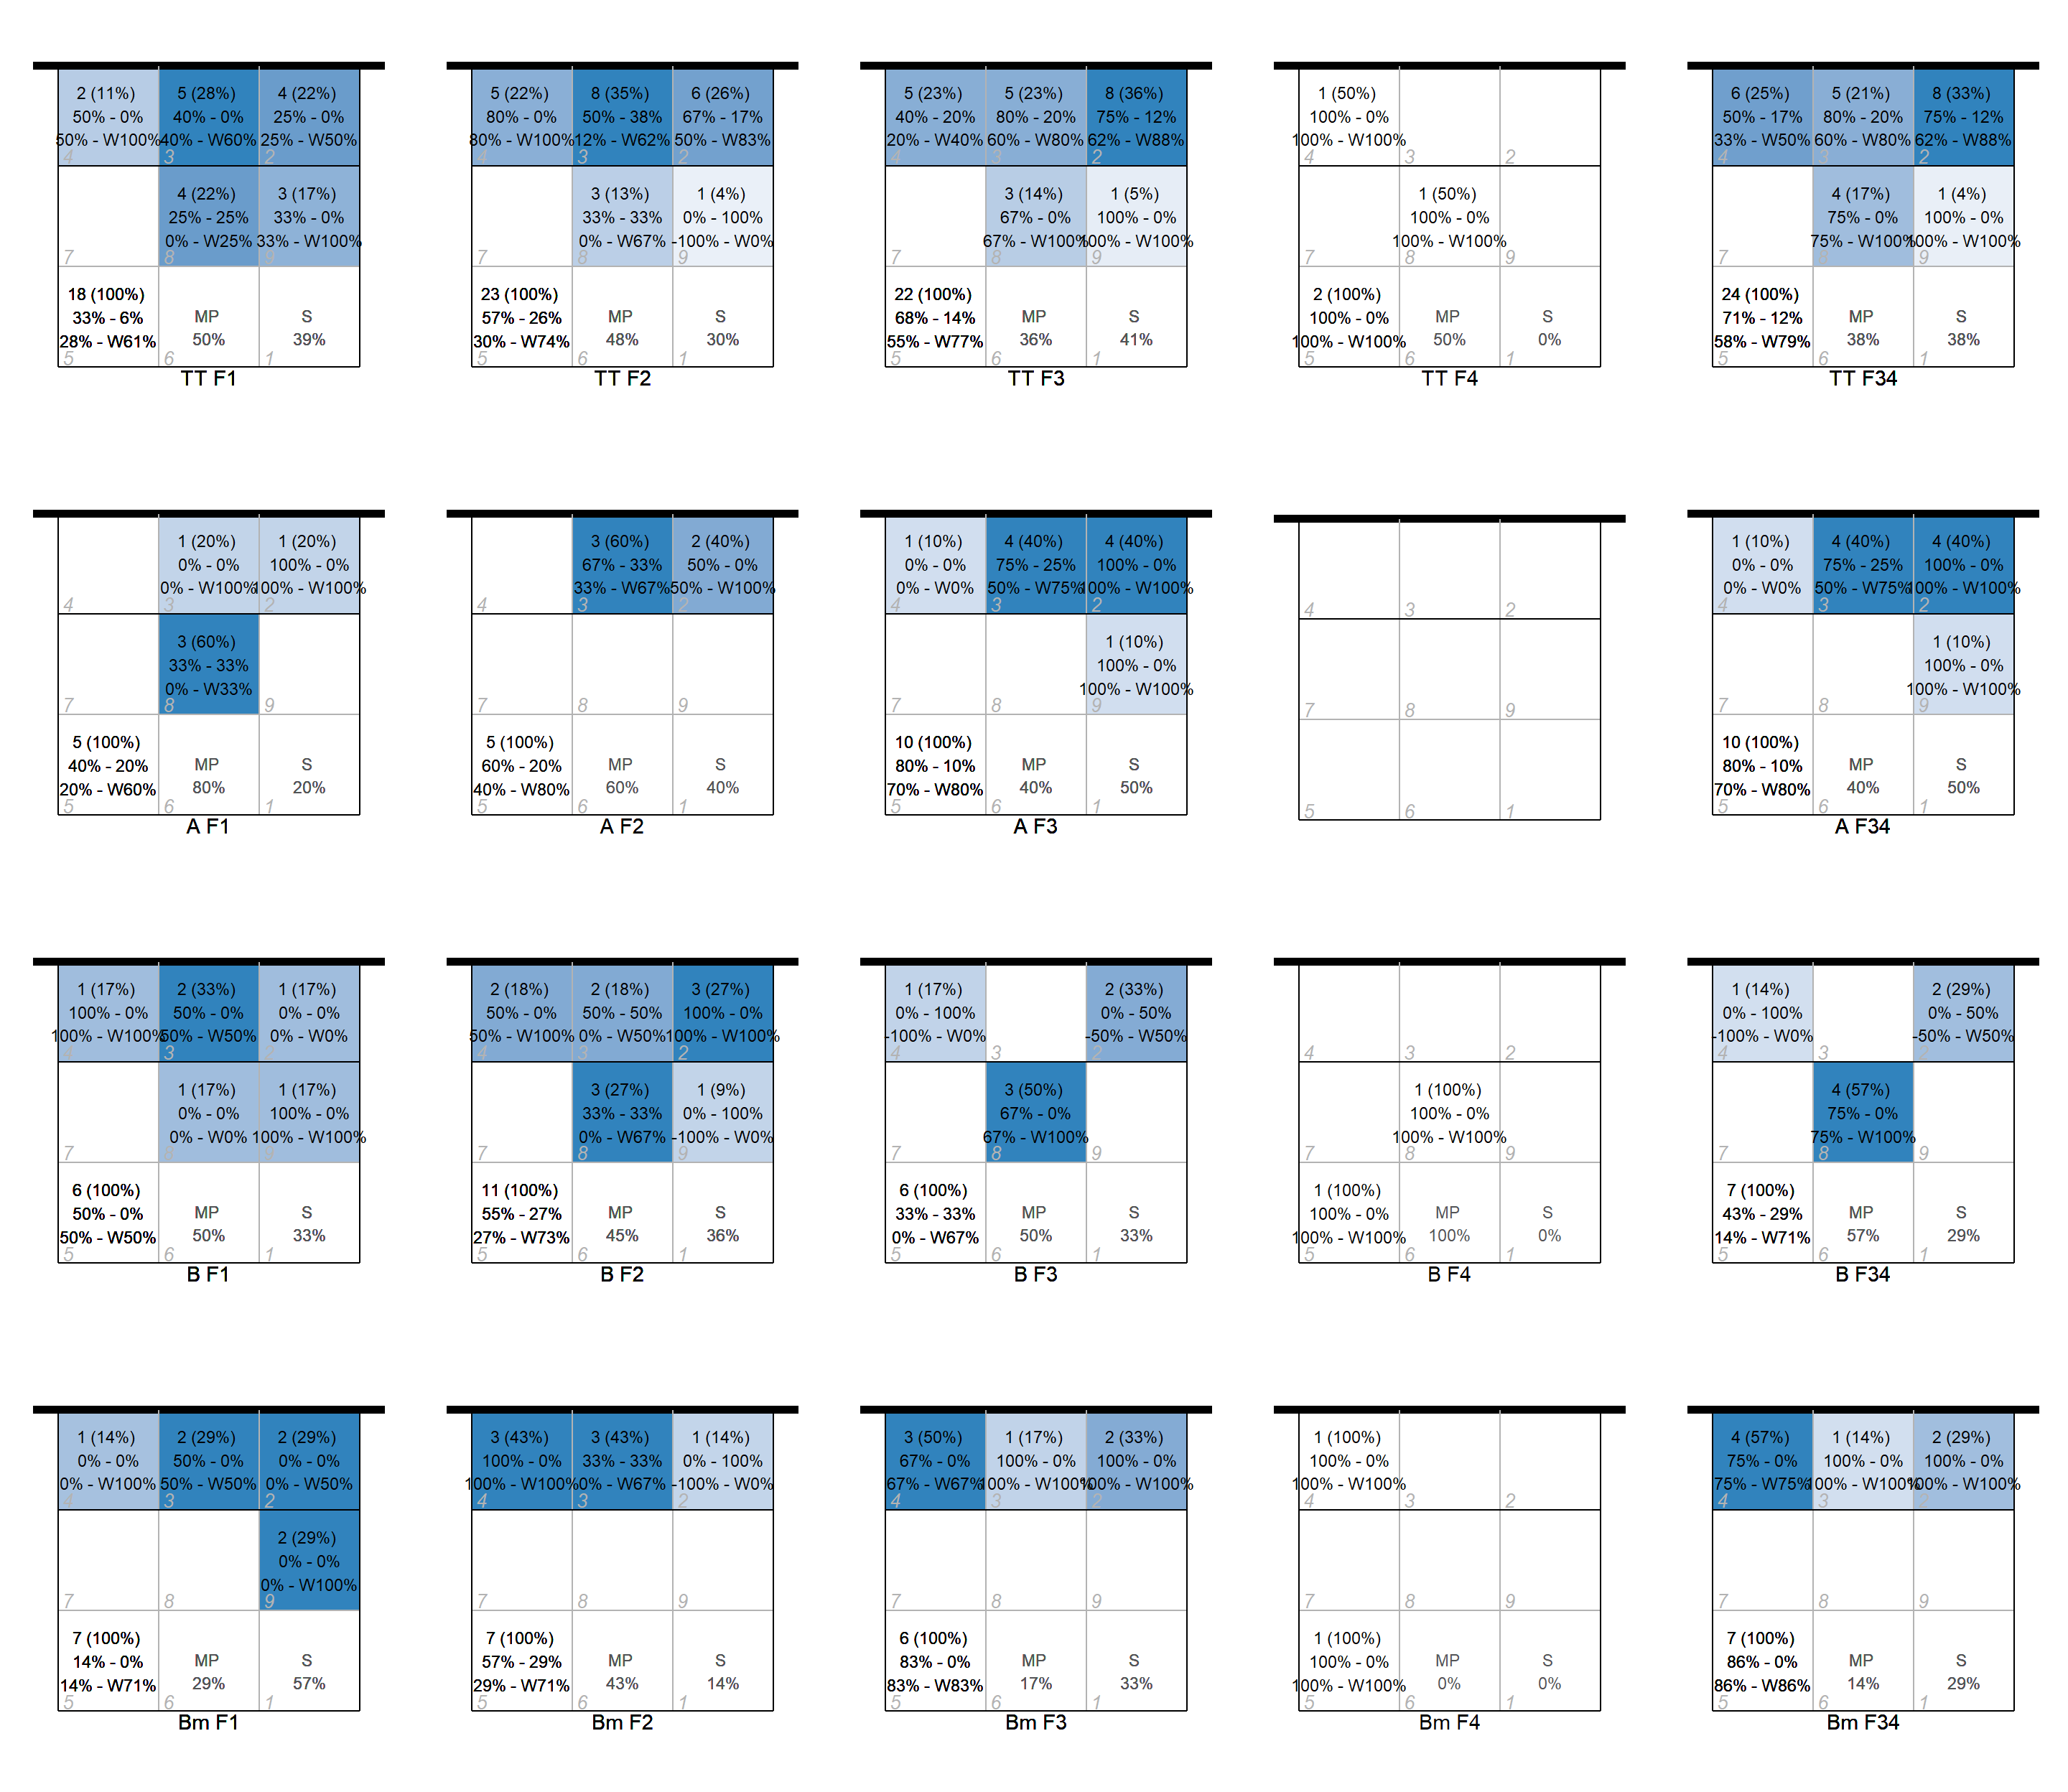 2 (11%)
50% - 0%
50% - W100%
4
5 (28%)
40% - 0%
40% - W60%
3
4 (22%)
25% - 0%
25% - W50%
2
7
4 (22%)
25% - 25%
0% - W25%
8
3 (17%)
33% - 0%
33% - W100%
9
18 (100%)
33% - 6%
28% - W61%
5
MP
50%
6
S
39%
1
TT F1
5 (22%)
80% - 0%
80% - W100%
4
8 (35%)
50% - 38%
12% - W62%
3
6 (26%)
67% - 17%
50% - W83%
2
7
3 (13%)
33% - 33%
0% - W67%
8
1 (4%)
0% - 100%
-100% - W0%
9
23 (100%)
57% - 26%
30% - W74%
5
MP
48%
6
S
30%
1
TT F2
5 (23%)
40% - 20%
20% - W40%
4
5 (23%)
80% - 20%
60% - W80%
3
8 (36%)
75% - 12%
62% - W88%
2
7
3 (14%)
67% - 0%
67% - W100%
8
1 (5%)
100% - 0%
100% - W100%
9
22 (100%)
68% - 14%
55% - W77%
5
MP
36%
6
S
41%
1
TT F3
1 (50%)
100% - 0%
100% - W100%
4
3
2
7
1 (50%)
100% - 0%
100% - W100%
8
9
2 (100%)
100% - 0%
100% - W100%
5
MP
50%
6
S
0%
1
TT F4
6 (25%)
50% - 17%
33% - W50%
4
5 (21%)
80% - 20%
60% - W80%
3
8 (33%)
75% - 12%
62% - W88%
2
7
4 (17%)
75% - 0%
75% - W100%
8
1 (4%)
100% - 0%
100% - W100%
9
24 (100%)
71% - 12%
58% - W79%
5
MP
38%
6
S
38%
1
TT F34
4
1 (20%)
0% - 0%
0% - W100%
3
1 (20%)
100% - 0%
100% - W100%
2
7
3 (60%)
33% - 33%
0% - W33%
8
9
5 (100%)
40% - 20%
20% - W60%
5
MP
80%
6
S
20%
1
A F1
4
3 (60%)
67% - 33%
33% - W67%
3
2 (40%)
50% - 0%
50% - W100%
2
7
8
9
5 (100%)
60% - 20%
40% - W80%
5
MP
60%
6
S
40%
1
A F2
1 (10%)
0% - 0%
0% - W0%
4
4 (40%)
75% - 25%
50% - W75%
3
4 (40%)
100% - 0%
100% - W100%
2
7
8
1 (10%)
100% - 0%
100% - W100%
9
10 (100%)
80% - 10%
70% - W80%
5
MP
40%
6
S
50%
1
A F3
4
3
2
7
8
9
5
6
1
1 (10%)
0% - 0%
0% - W0%
4
4 (40%)
75% - 25%
50% - W75%
3
4 (40%)
100% - 0%
100% - W100%
2
7
8
1 (10%)
100% - 0%
100% - W100%
9
10 (100%)
80% - 10%
70% - W80%
5
MP
40%
6
S
50%
1
A F34
1 (17%)
100% - 0%
100% - W100%
4
2 (33%)
50% - 0%
50% - W50%
3
1 (17%)
0% - 0%
0% - W0%
2
7
1 (17%)
0% - 0%
0% - W0%
8
1 (17%)
100% - 0%
100% - W100%
9
6 (100%)
50% - 0%
50% - W50%
5
MP
50%
6
S
33%
1
B F1
2 (18%)
50% - 0%
50% - W100%
4
2 (18%)
50% - 50%
0% - W50%
3
3 (27%)
100% - 0%
100% - W100%
2
7
3 (27%)
33% - 33%
0% - W67%
8
1 (9%)
0% - 100%
-100% - W0%
9
11 (100%)
55% - 27%
27% - W73%
5
MP
45%
6
S
36%
1
B F2
1 (17%)
0% - 100%
-100% - W0%
4
3
2 (33%)
0% - 50%
-50% - W50%
2
7
3 (50%)
67% - 0%
67% - W100%
8
9
6 (100%)
33% - 33%
0% - W67%
5
MP
50%
6
S
33%
1
B F3
4
3
2
7
1 (100%)
100% - 0%
100% - W100%
8
9
1 (100%)
100% - 0%
100% - W100%
5
MP
100%
6
S
0%
1
B F4
1 (14%)
0% - 100%
-100% - W0%
4
3
2 (29%)
0% - 50%
-50% - W50%
2
7
4 (57%)
75% - 0%
75% - W100%
8
9
7 (100%)
43% - 29%
14% - W71%
5
MP
57%
6
S
29%
1
B F34
1 (14%)
0% - 0%
0% - W100%
4
2 (29%)
50% - 0%
50% - W50%
3
2 (29%)
0% - 0%
0% - W50%
2
7
8
2 (29%)
0% - 0%
0% - W100%
9
7 (100%)
14% - 0%
14% - W71%
5
MP
29%
6
S
57%
1
Bm F1
3 (43%)
100% - 0%
100% - W100%
4
3 (43%)
33% - 33%
0% - W67%
3
1 (14%)
0% - 100%
-100% - W0%
2
7
8
9
7 (100%)
57% - 29%
29% - W71%
5
MP
43%
6
S
14%
1
Bm F2
3 (50%)
67% - 0%
67% - W67%
4
1 (17%)
100% - 0%
100% - W100%
3
2 (33%)
100% - 0%
100% - W100%
2
7
8
9
6 (100%)
83% - 0%
83% - W83%
5
MP
17%
6
S
33%
1
Bm F3
1 (100%)
100% - 0%
100% - W100%
4
3
2
7
8
9
1 (100%)
100% - 0%
100% - W100%
5
MP
0%
6
S
0%
1
Bm F4
4 (57%)
75% - 0%
75% - W75%
4
1 (14%)
100% - 0%
100% - W100%
3
2 (29%)
100% - 0%
100% - W100%
2
7
8
9
7 (100%)
86% - 0%
86% - W86%
5
MP
14%
6
S
29%
1
Bm F34